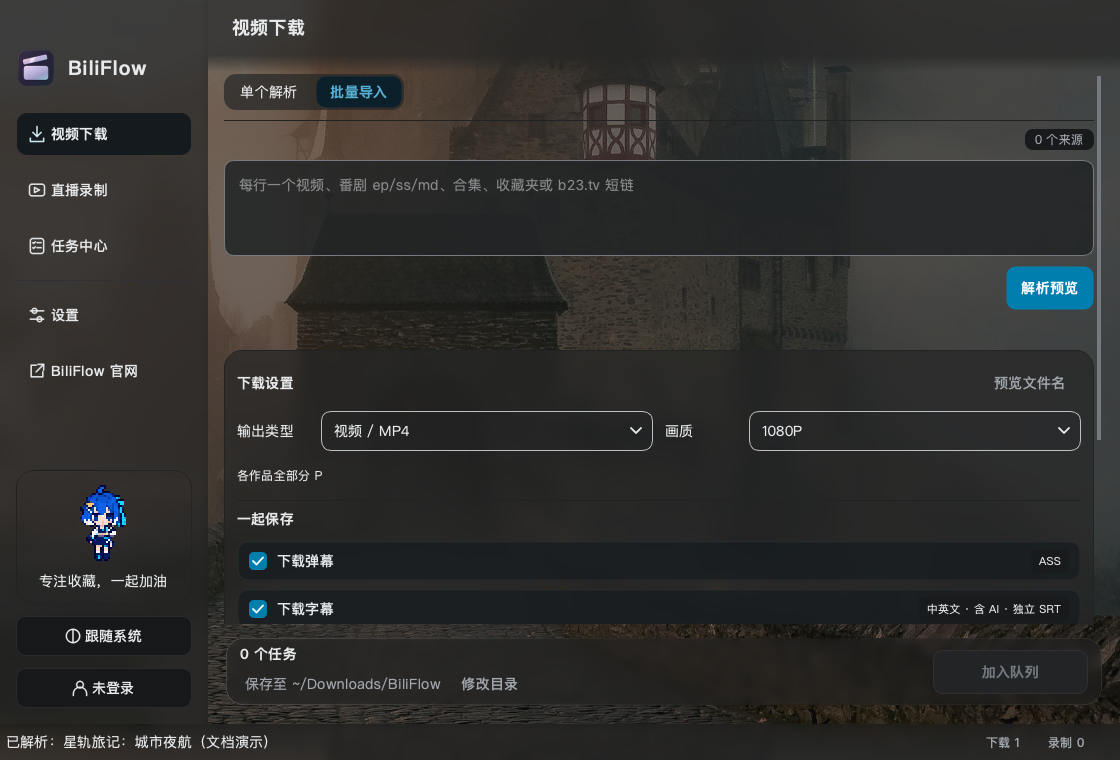 视频下载
BiliFlow
单个解析
批量导入
视频下载
0 个来源
每行一个视频、番剧 ep/ss/md、合集、收藏夹或 b23.tv 短链
直播录制
任务中心
解析预览
设置
BiliFlow 官网
下载设置
预览文件名
输出类型
视频 / MP4
画质
1080P
各作品全部分 P
一起保存
下载弹幕
ASS
下载字幕
中英文 · 含 AI · 独立 SRT
专注收藏，一起加油
跟随系统
未登录
0 个任务
保存至 ~/Downloads/BiliFlow
修改目录
加入队列
已解析：星轨旅记：城市夜航（文档演示）
下载 1
录制 0